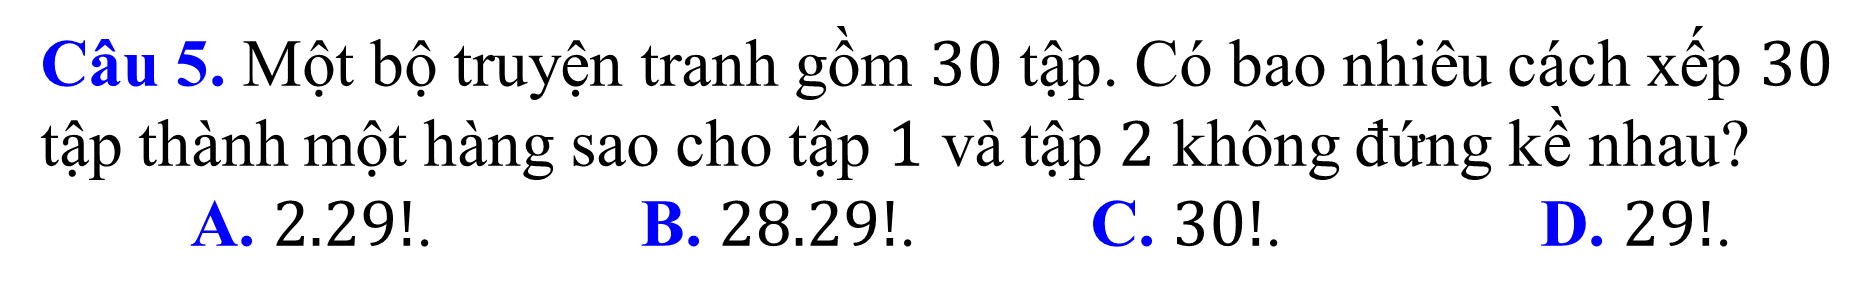 Câu 5. Một bộ truyện tranh gồm 30 tập. Có bao nhiêu cách xếp 30
tập thành một hàng sao cho tập 1 và tập 2 không đứng kề nhau?
A. 2.29!. B. 28.29!. C. 30!. D. 29!.